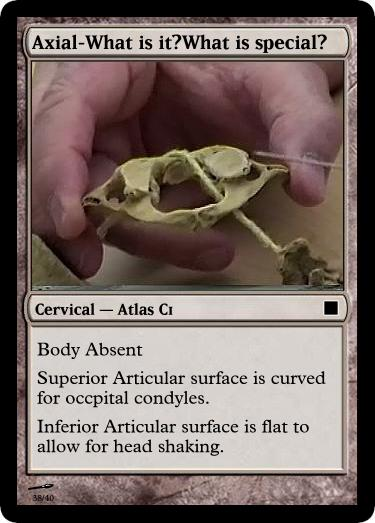 Axial-What is it?What is special?
Cervical — Atlas C1
Body Absent
Superior Articular surface is curved
for occpital condyles.
Inferior Articular surface is flat to
allow for head shaking.
38/40